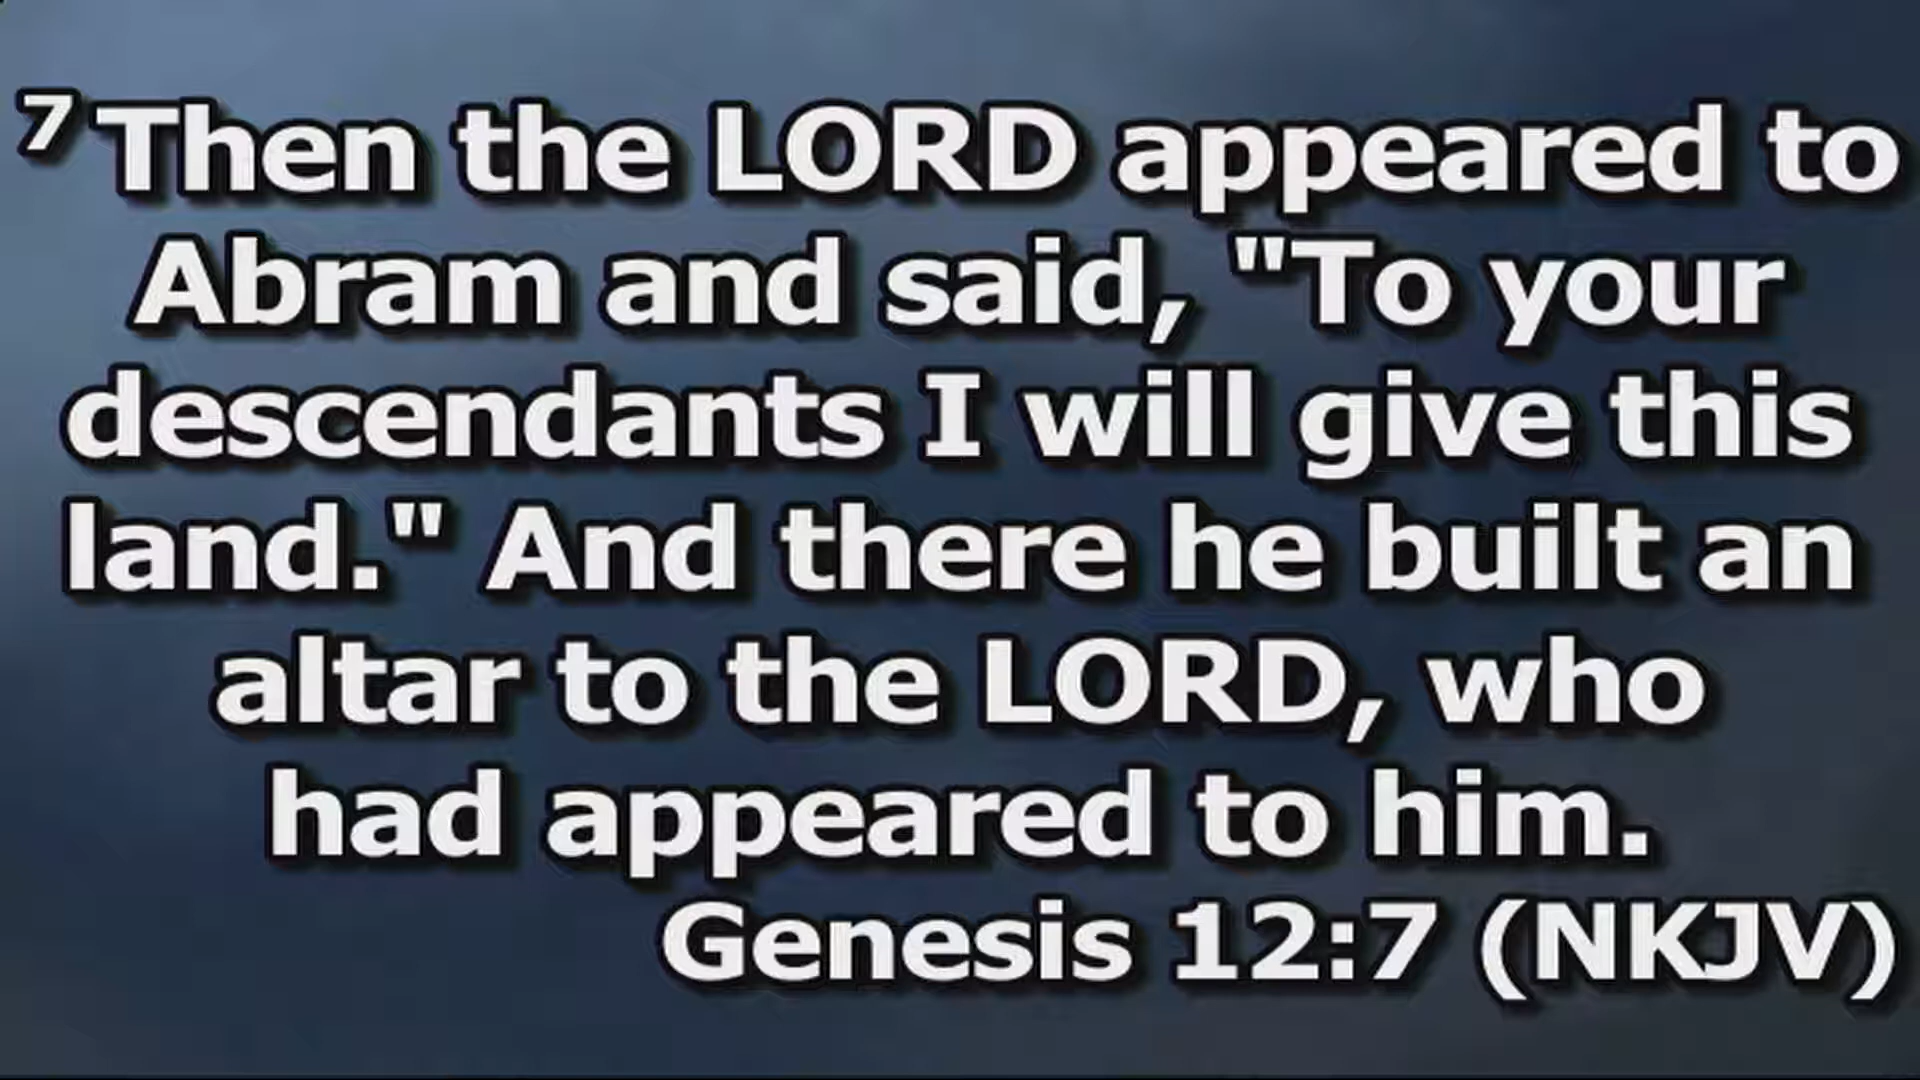 7 Then the LORD appeared to
Abram and said, "To your
descendants I will give this
land." And there he built an
altar to the LORD, who
had appeared to him.
Genesis 12:7 (NKJV)